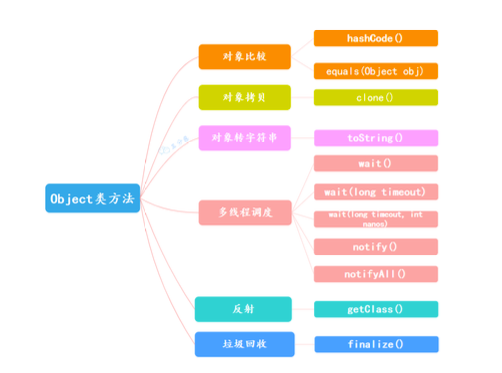 Object类方法
对象比较
hashCode()
equals(Object obj)
对象拷贝
clone()
对象转字符串
toString()
多线程调度
wait()
wait(long timeout)
wait(long timeout, int
nanos)
notify()
notifyAll()
反射
getClass()
垃圾回收
finalize()